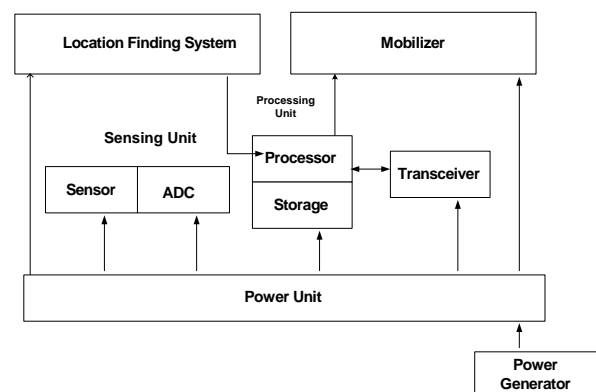 Location Finding System
Mobilizer
Processing
Unit
Sensing Unit
Processor
Transceiver
Sensor
ADC
Storage
Power Unit
Power
Generator